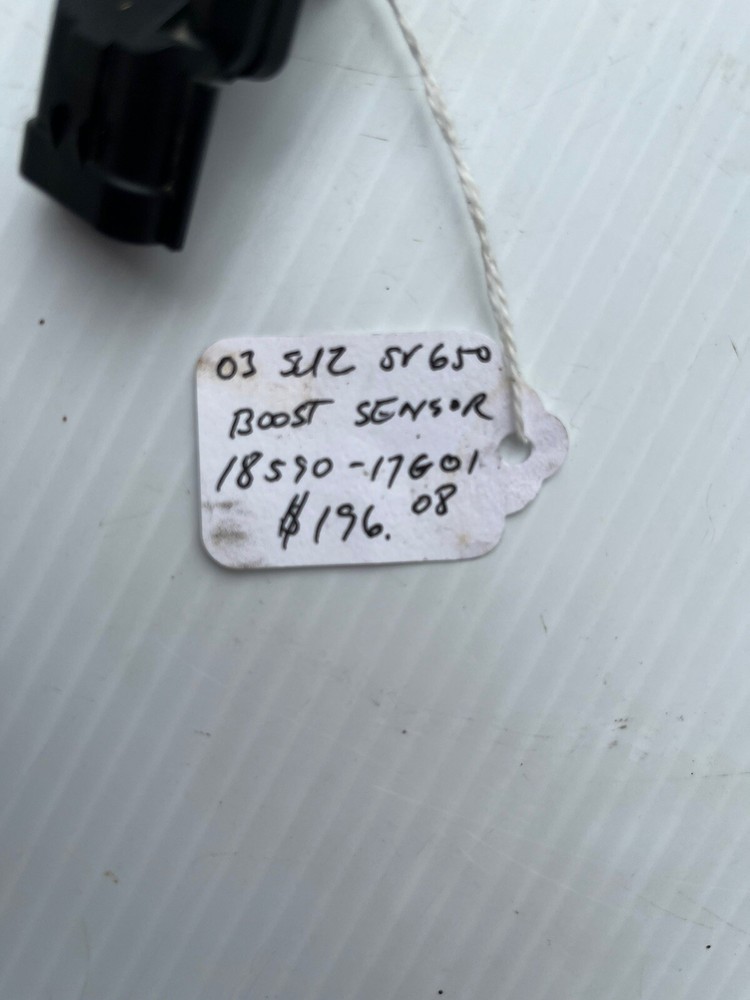 03 SUZ SV650
BOOST SENSOR
18590-17G01
$196.08